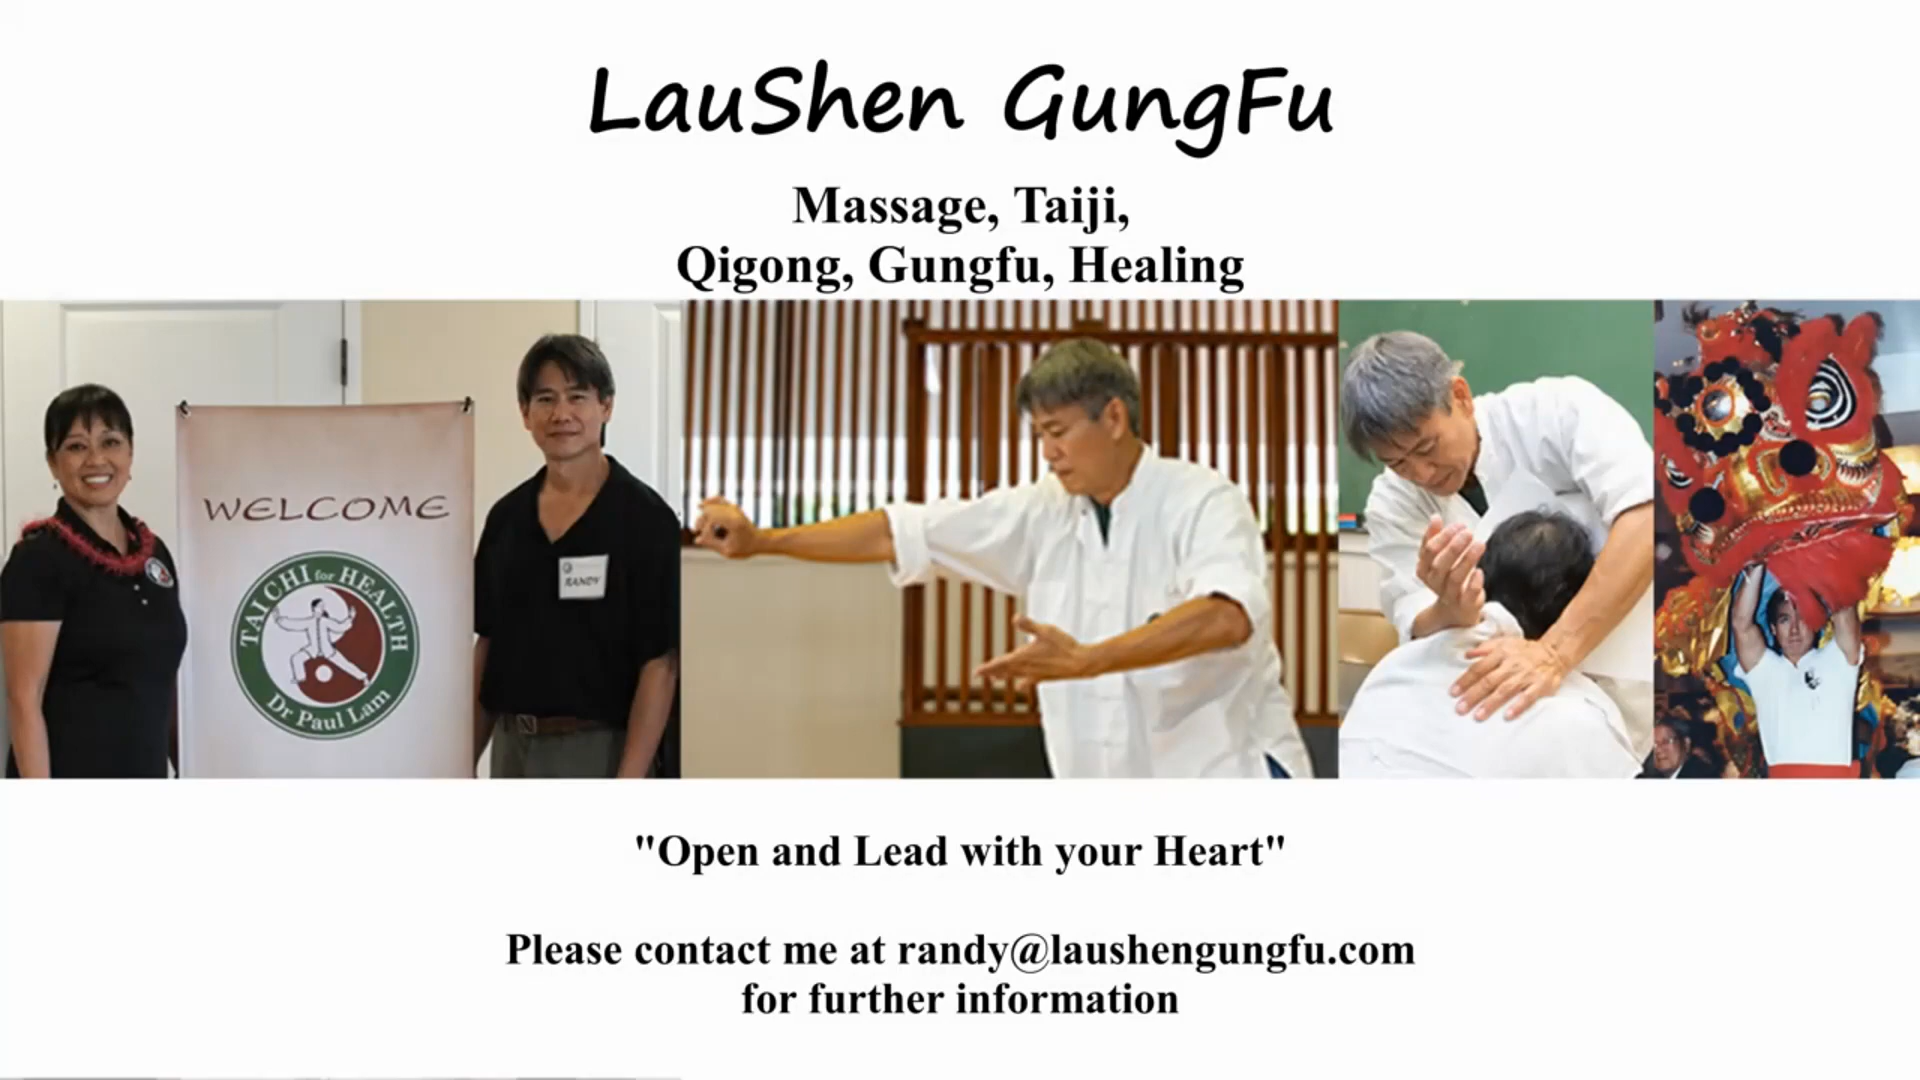 LauShen GungFu
Massage, Taiji,
Qigong, Gungfu, Healing
WELCOME
TAI CHI for HEALTH
Dr Paul Lam
RANDY
"Open and Lead with your Heart"
Please contact me at randy@laushengungfu.com
for further information